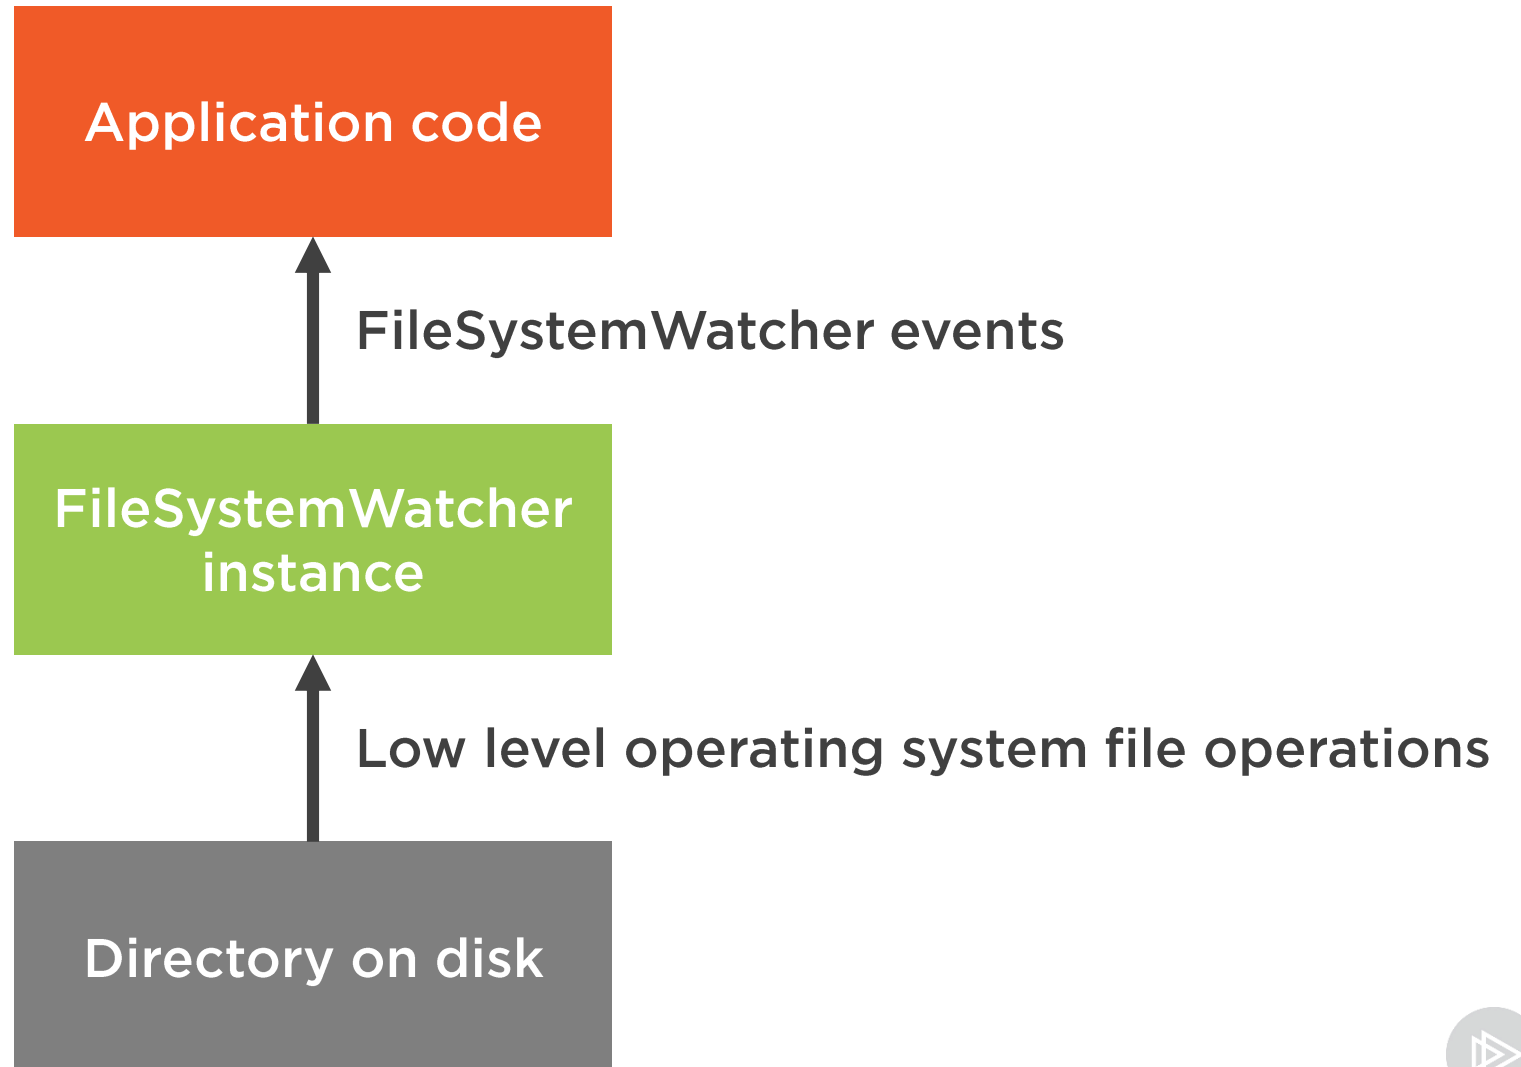 Application code
FileSystemWatcher events
FileSystemWatcher
instance
Low level operating system file operations
Directory on disk